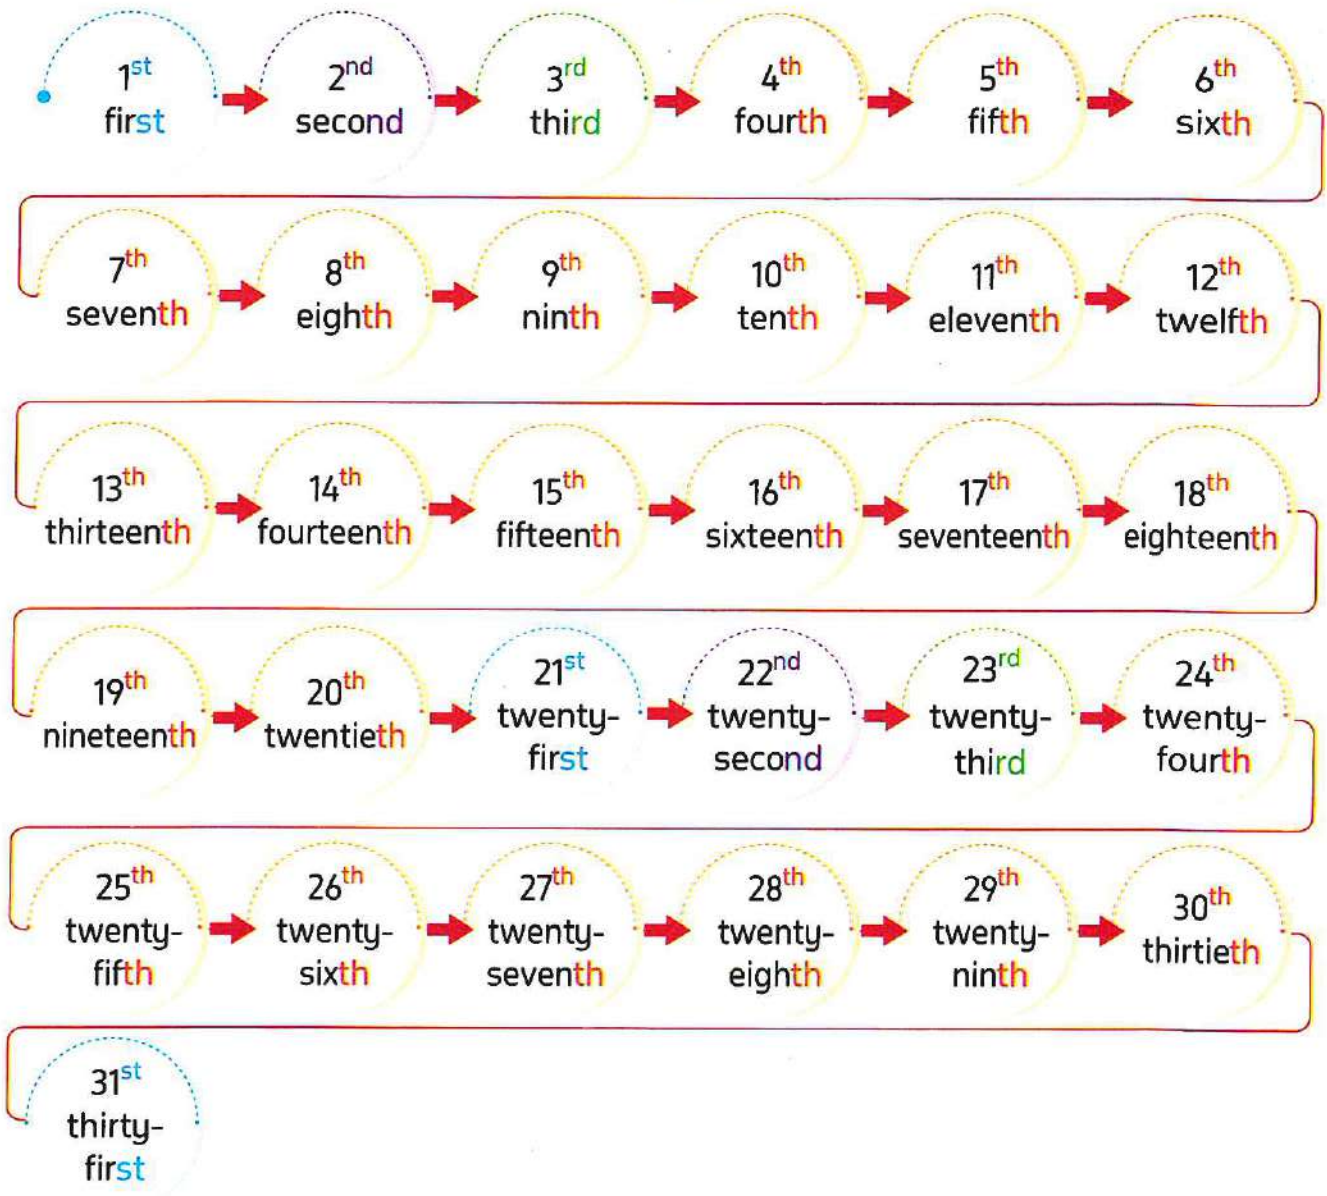 1st 2nd 3rd 4th 5th 6th
first second third fourth fifth sixth
7th 8th 9th 10th 11th 12th
seventh eighth ninth tenth eleventh twelfth
13th 14th 15th 16th 17th 18th
thirteenth fourteenth fifteenth sixteenth seventeenth eighteenth
19th 20th 21st 22nd 23rd 24th
nineteenth twentieth twenty- twenty- twenty- twenty-
first second third fourth
25th 26th 27th 28th 29th 30th
twenty- twenty- twenty- twenty- twenty- thirtieth
fifth sixth seventh eighth ninth
31st
thirty-
first